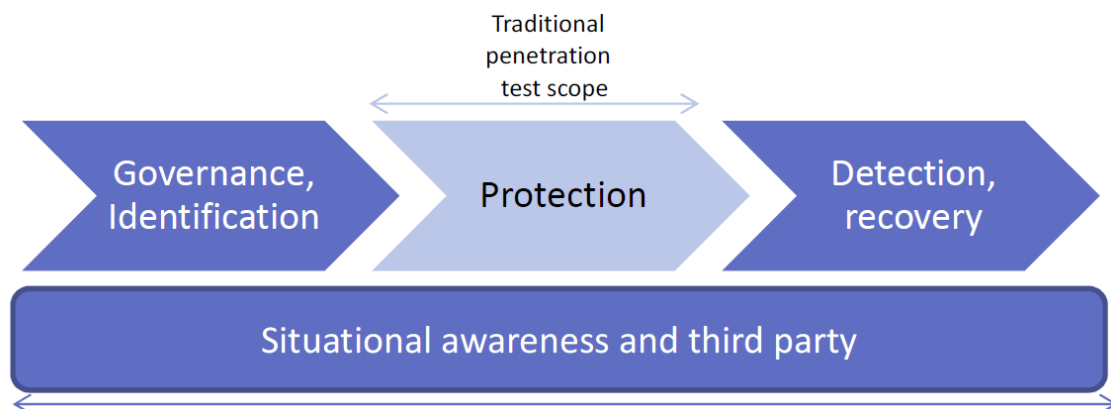 Traditional
penetration
test scope
Governance,
Identification
Protection
Detection,
recovery
Situational awareness and third party